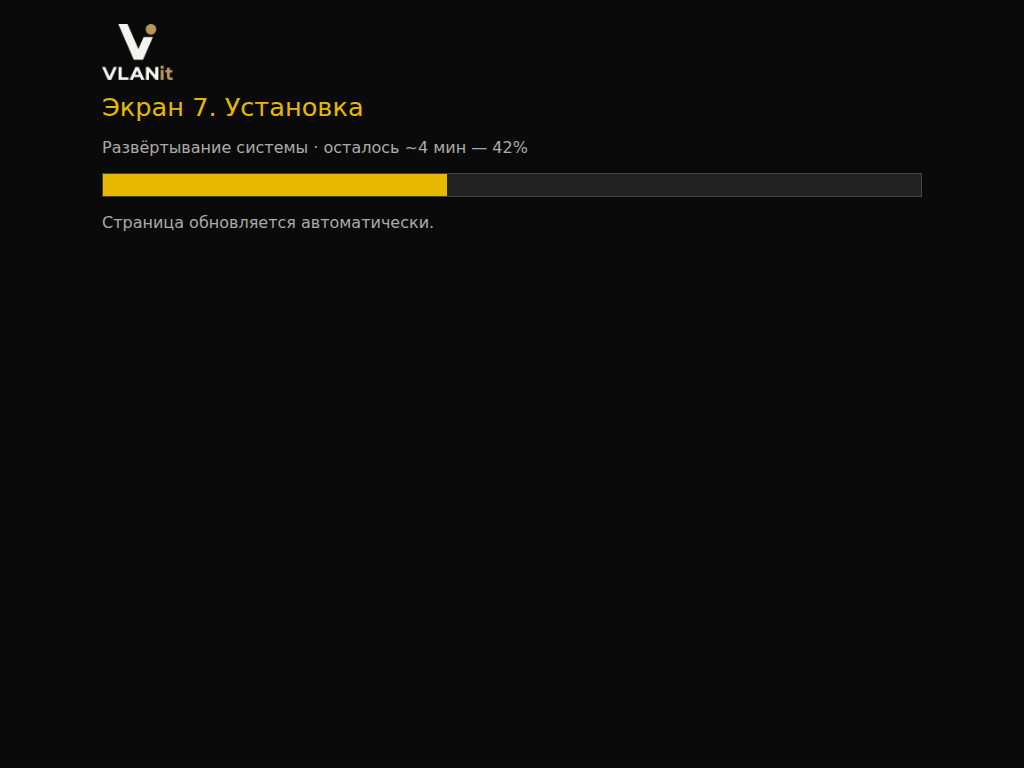 VLANit
Экран 7. Установка
Развёртывание системы · осталось ~4 мин — 42%
Страница обновляется автоматически.